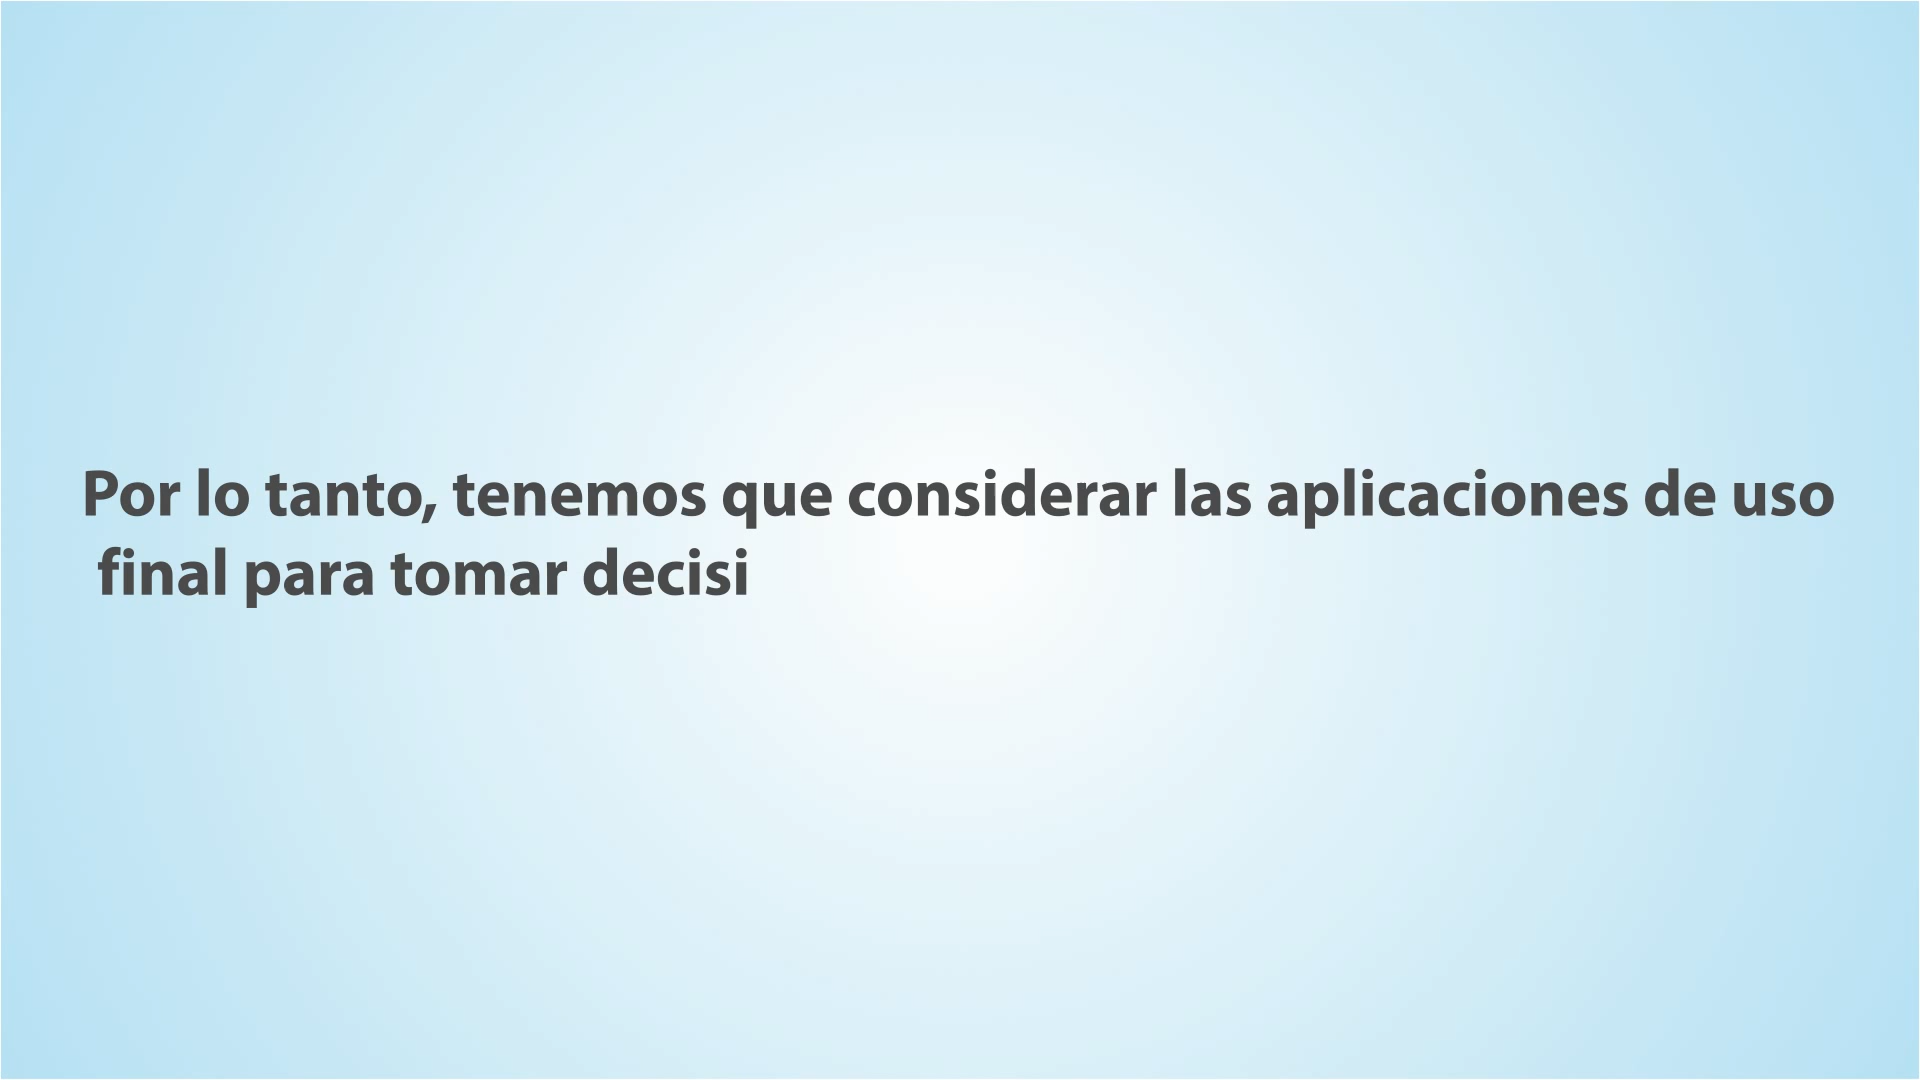 Por lo tanto, tenemos que considerar las aplicaciones de uso
final para tomar decisi